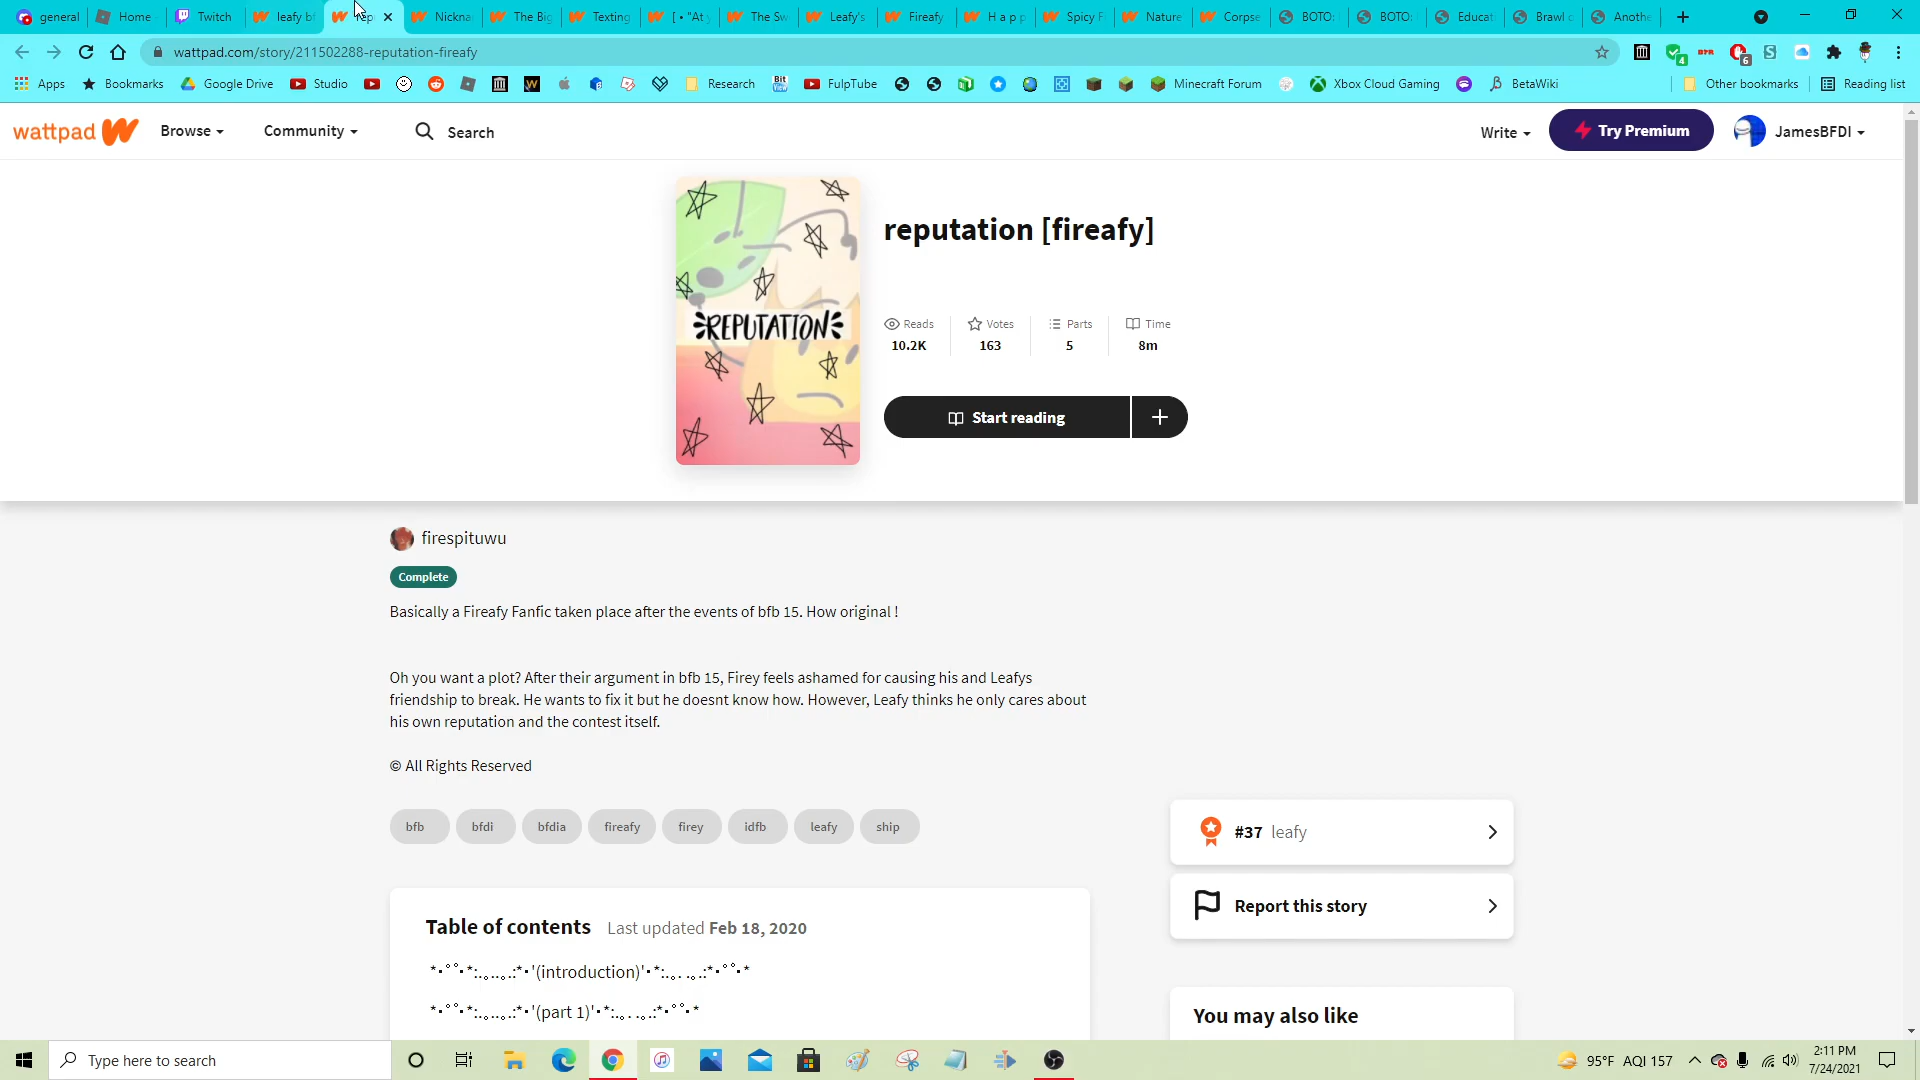 general
Home
Twitch
leafy bf
rep
Nickna
The Big
Texting
[ • "At y
The Sw
Leafy's
Fireafy
H a p p
Spicy F
Nature
Corpse
BOTO:
BOTO:
Educat
Brawl o
Anothe
wattpad.com/story/211502288-reputation-fireafy
Apps
Bookmarks
Google Drive
Studio
Research
FulpTube
Minecraft Forum
Xbox Cloud Gaming
BetaWiki
Other bookmarks
Reading list
wattpad
Browse
Community
Search
Write
Try Premium
JamesBFDI
REPUTATION
reputation [fireafy]
Reads
Votes
Parts
Time
10.2K
163
5
8m
Start reading
firespituwu
Complete
Basically a Fireafy Fanfic taken place after the events of bfb 15. How original !
Oh you want a plot? After their argument in bfb 15, Firey feels ashamed for causing his and Leafys
friendship to break. He wants to fix it but he doesnt know how. However, Leafy thinks he only cares about
his own reputation and the contest itself.
© All Rights Reserved
bfb
bfdi
bfdia
fireafy
firey
idfb
leafy
ship
#37 leafy
Report this story
Table of contents Last updated Feb 18, 2020
*•.°°•*:.。..。.:*•'(introduction)'•*:.。. .。.:*•°°•*
*•.°°•*:.。..。.:*•'(part 1)'•*:.。. .。.:*•°°•*
You may also like
Type here to search
95°F AQI 157
2:11 PM
7/24/2021